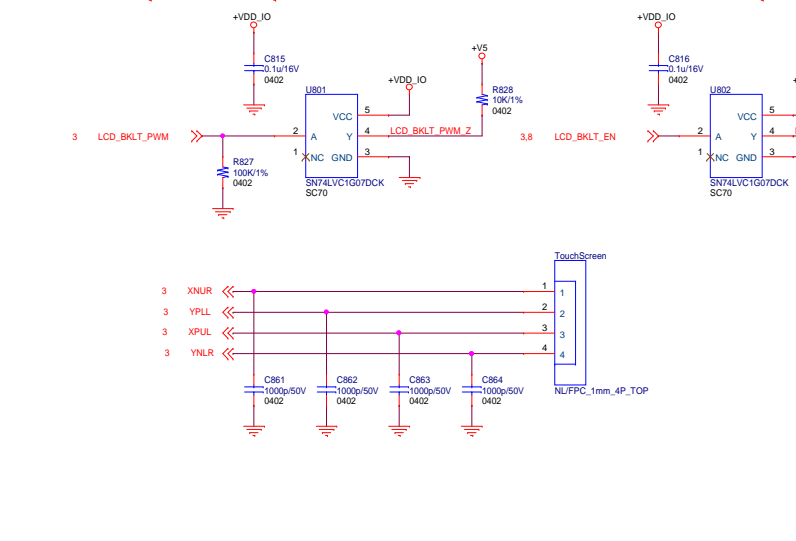 +VDD_IO
+VDD_IO
C815
0.1u/16V
0402
+V5
C816
0.1u/16V
0402
+VDD_IO
U801
R828
10K/1%
0402
U802
VCC 5
VCC 5
3 LCD_BKLT_PWM 2 A Y 4 LCD_BKLT_PWM_Z 3,8 LCD_BKLT_EN 2 A Y 4
1 NC GND 3
1 NC GND 3
R827
100K/1%
0402
SN74LVC1G07DCK
SC70
SN74LVC1G07DCK
SC70
TouchScreen
3 XNUR 1 1
3 YPLL 2 2
3 XPUL 3 3
3 YNLR 4 4
C861
1000p/50V
0402
C862
1000p/50V
0402
C863
1000p/50V
0402
C864
1000p/50V
0402
NL/FPC_1mm_4P_TOP